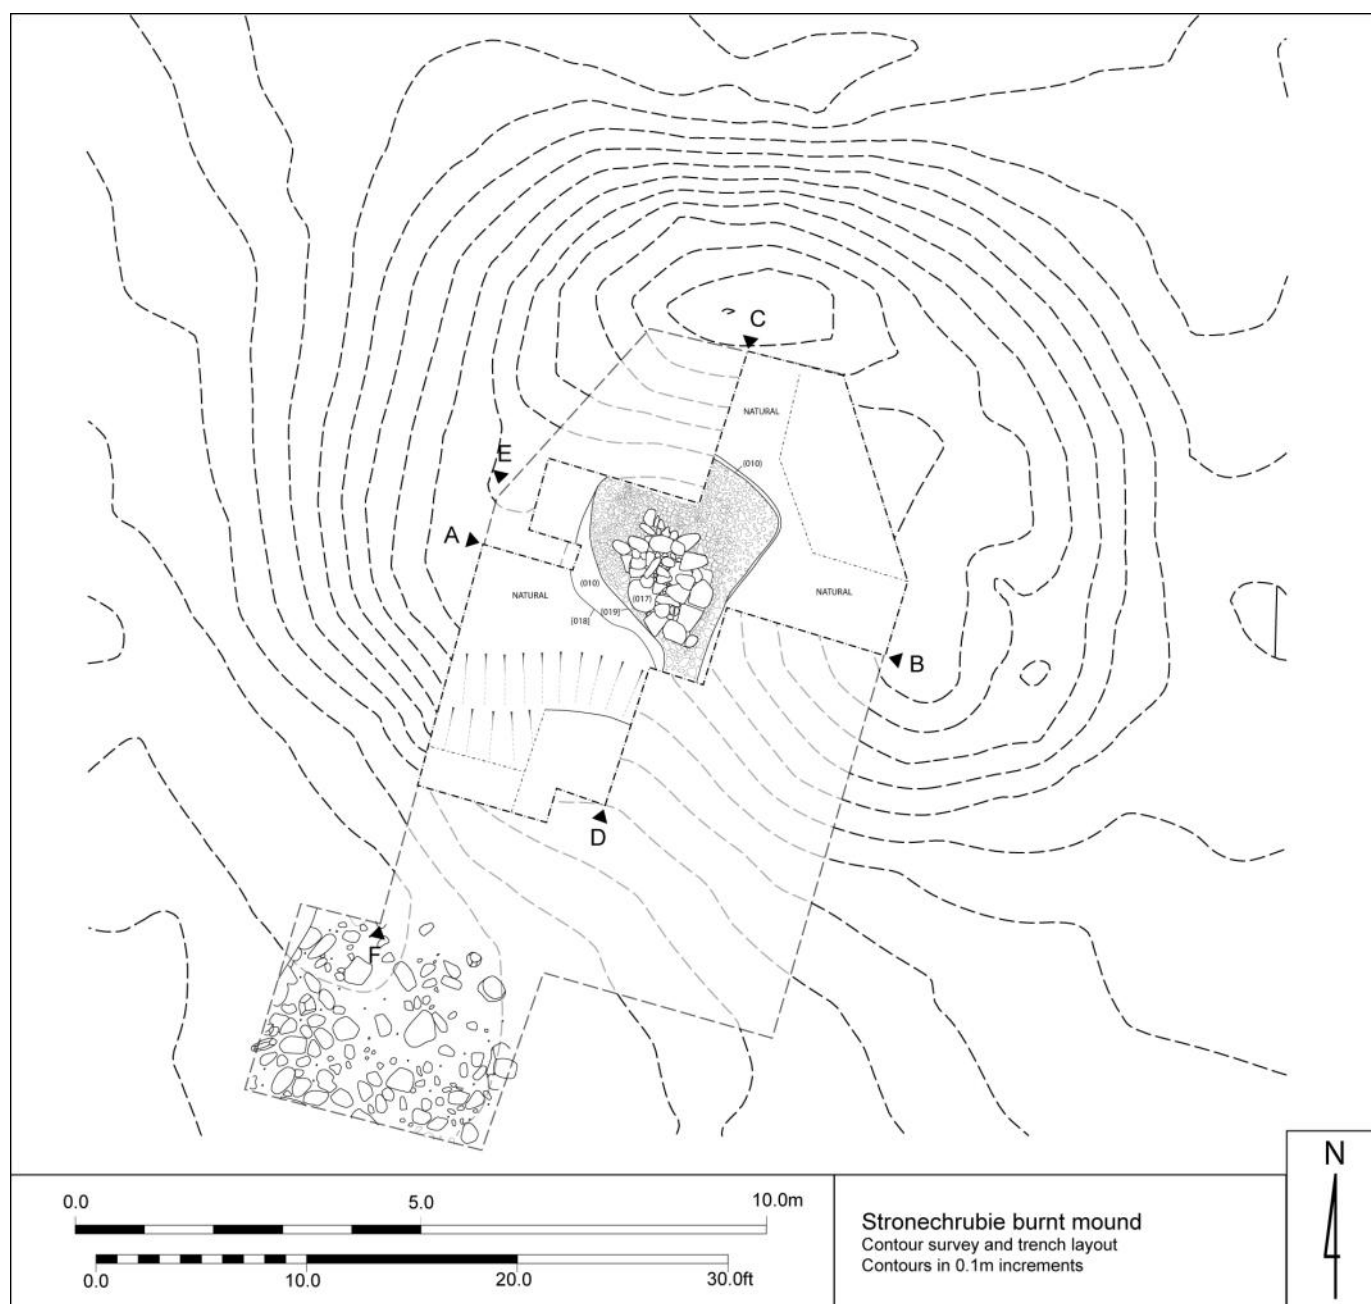 C
NATURAL
(010)
E
A
NATURAL
(010)
[018]
[019]
(017)
NATURAL
B
D
F
N
0.0 5.0 10.0m
0.0 10.0 20.0 30.0ft
Stronechrubie burnt mound
Contour survey and trench layout
Contours in 0.1m increments